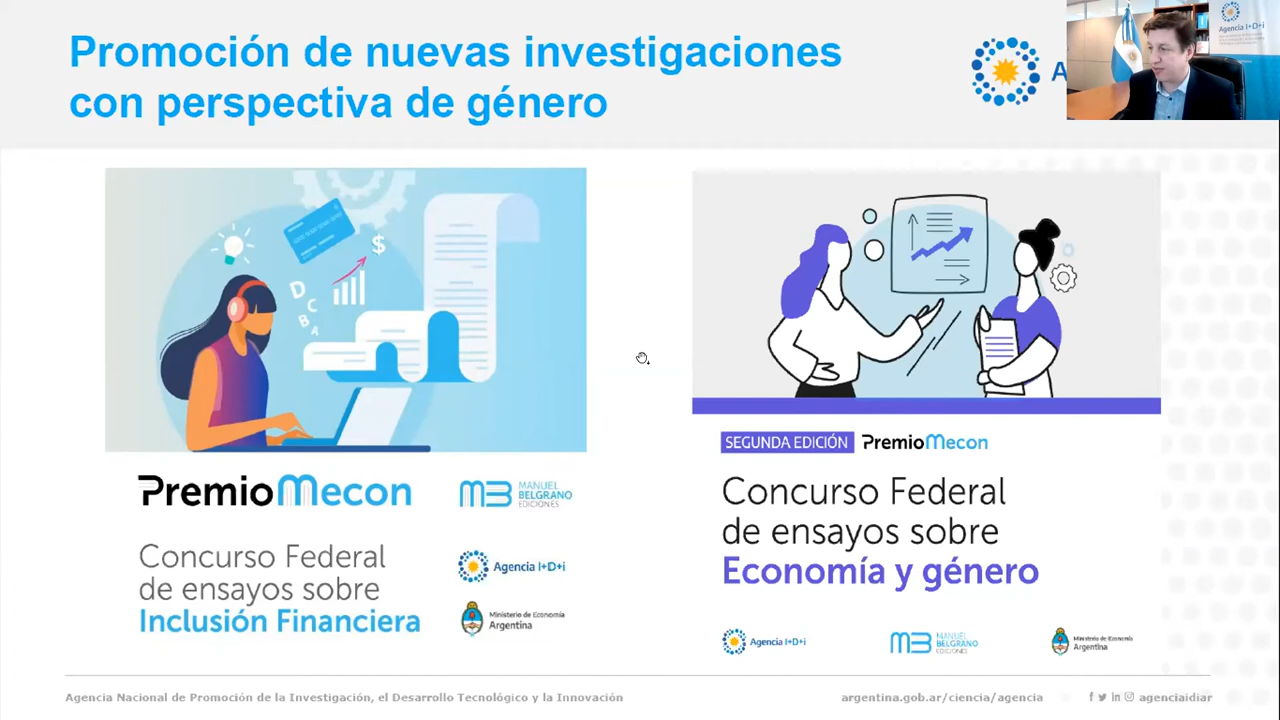 Promoción de nuevas investigaciones
con perspectiva de género
A
Agencia I+D+i
$
D
C
B
A
PremioMecon
MB MANUEL
BELGRANO
EDICIONES
Concurso Federal
de ensayos sobre
Inclusión Financiera
Agencia I+D+i
Ministerio de Economía
Argentina
SEGUNDA EDICIÓN PremioMecon
Concurso Federal
de ensayos sobre
Economía y género
Agencia I+D+i
MB MANUEL
BELGRANO
EDICIONES
Ministerio de Economía
Argentina
Agencia Nacional de Promoción de la Investigación, el Desarrollo Tecnológico y la Innovación
argentina.gob.ar/ciencia/agencia
agenciaidiar